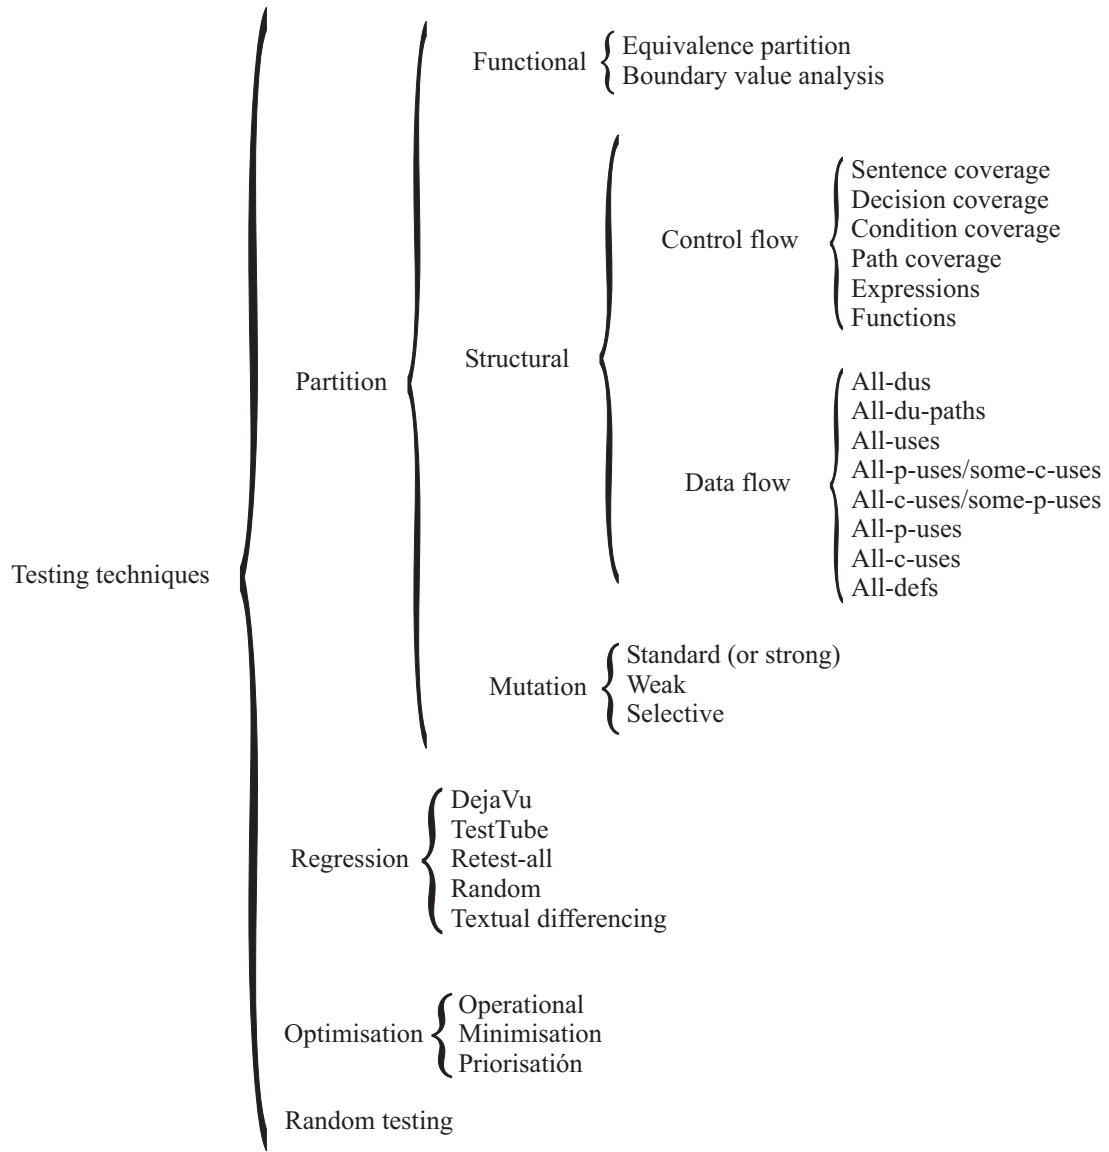 Functional
Equivalence partition
Boundary value analysis
Sentence coverage
Decision coverage
Control flow
Condition coverage
Path coverage
Expressions
Functions
Structural
Partition
All-dus
All-du-paths
All-uses
Data flow
All-p-uses/some-c-uses
All-c-uses/some-p-uses
All-p-uses
All-c-uses
All-defs
Testing techniques
Mutation
Standard (or strong)
Weak
Selective
Regression
DejaVu
TestTube
Retest-all
Random
Textual differencing
Optimisation
Operational
Minimisation
Priorisatión
Random testing